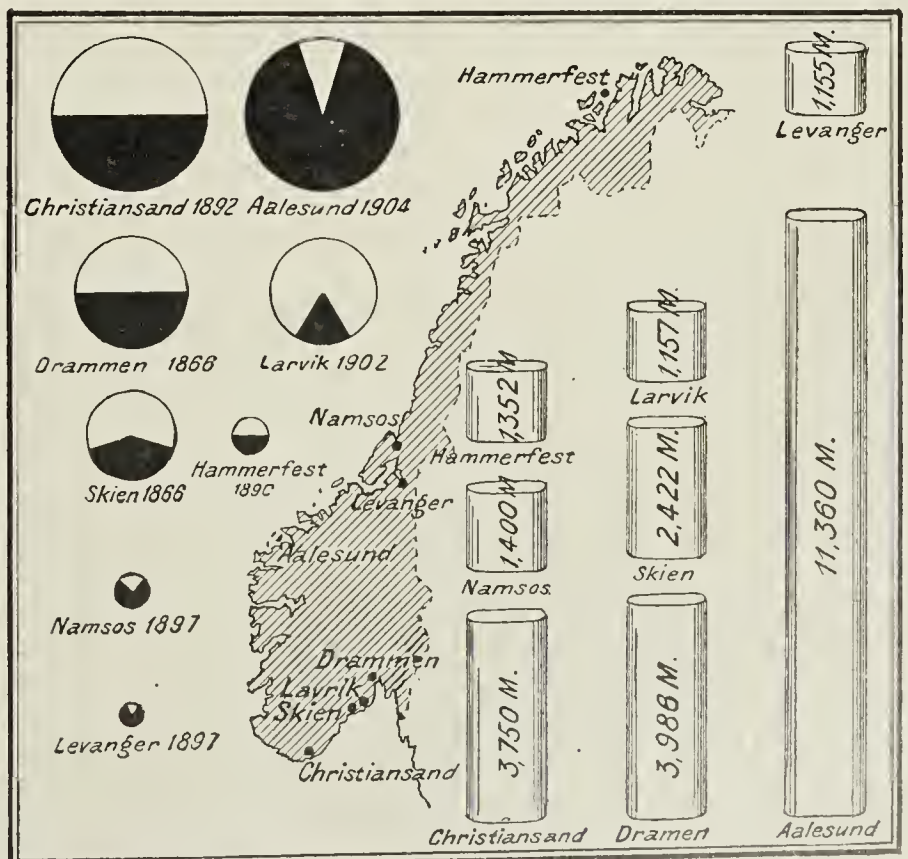 Christiansand 1892
Aalesund 1904
Drammen 1866
Larvik 1902
Skien 1866
Hammerfest
189C
Namsos 1897
Levanger 1897
Hammerfest
Namsos
Levanger
Aalesund
Drammen
Lavrik
Skien
Christiansand
1,352 M
Hammerfest
1,400 M
Namsos.
3,750 M.
Christiansand
1,157 M.
Larvik
2,422 M.
Skien
3,986 M.
Dramen
1,155 M.
Levanger
11,360 M.
Aalesund